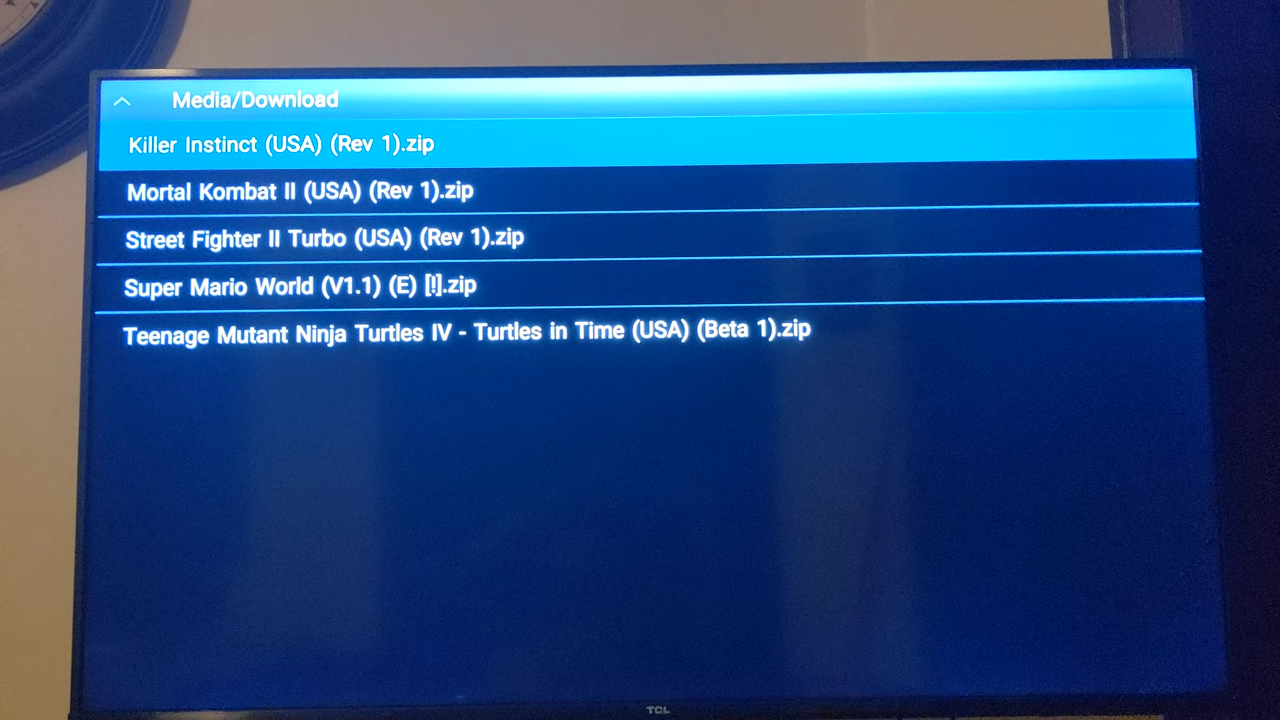 Media/Download
Killer Instinct (USA) (Rev 1).zip
Mortal Kombat II (USA) (Rev 1).zip
Street Fighter II Turbo (USA) (Rev 1).zip
Super Mario World (V1.1) (E) [!].zip
Teenage Mutant Ninja Turtles IV - Turtles in Time (USA) (Beta 1).zip
TCL